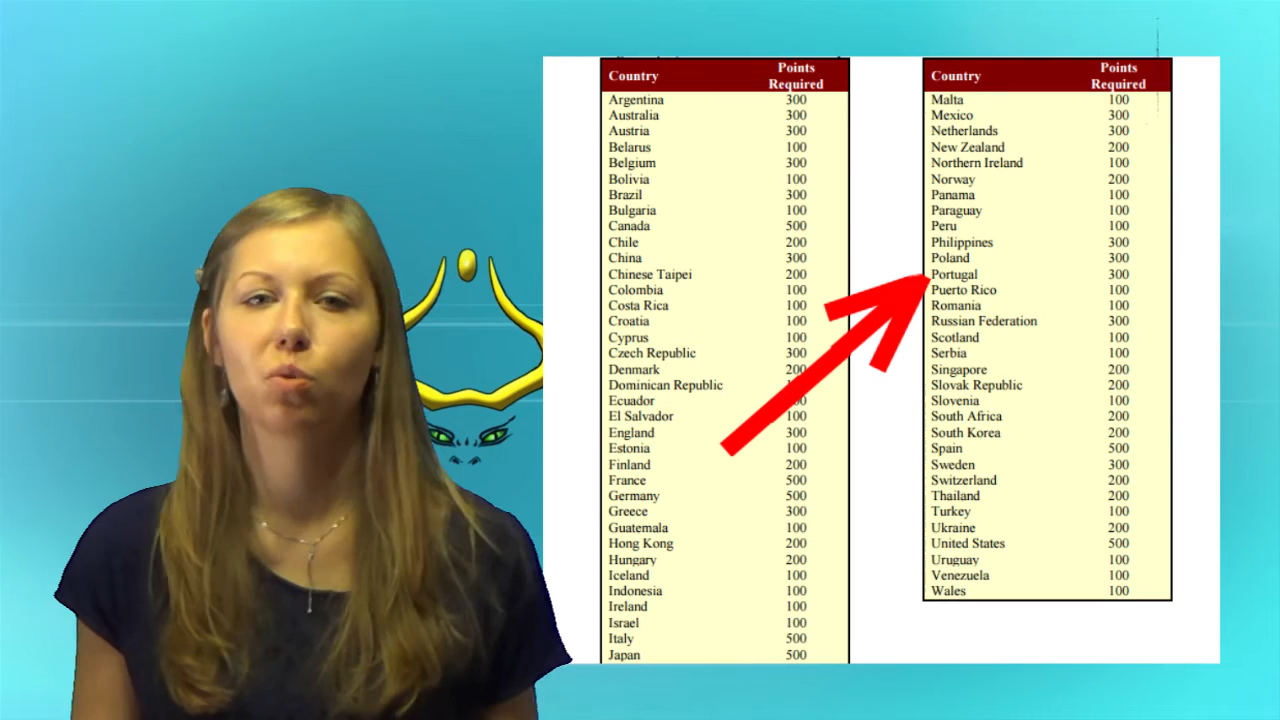 Country Points Required
Argentina 300
Australia 300
Austria 300
Belarus 100
Belgium 300
Bolivia 100
Brazil 300
Bulgaria 100
Canada 500
Chile 200
China 300
Chinese Taipei 200
Colombia 100
Costa Rica 100
Croatia 100
Cyprus 100
Czech Republic 300
Denmark 200
Dominican Republic
Ecuador
El Salvador 100
England 300
Estonia 100
Finland 200
France 500
Germany 500
Greece 300
Guatemala 100
Hong Kong 200
Hungary 200
Iceland 100
Indonesia 100
Ireland 100
Israel 100
Italy 500
Japan 500
Country Points Required
Malta 100
Mexico 300
Netherlands 300
New Zealand 200
Northern Ireland 100
Norway 200
Panama 100
Paraguay 100
Peru 100
Philippines 300
Poland 300
Portugal 300
Puerto Rico 100
Romania 100
Russian Federation 300
Scotland 100
Serbia 100
Singapore 200
Slovak Republic 200
Slovenia 100
South Africa 200
South Korea 200
Spain 500
Sweden 300
Switzerland 200
Thailand 200
Turkey 100
Ukraine 200
United States 500
Uruguay 100
Venezuela 100
Wales 100